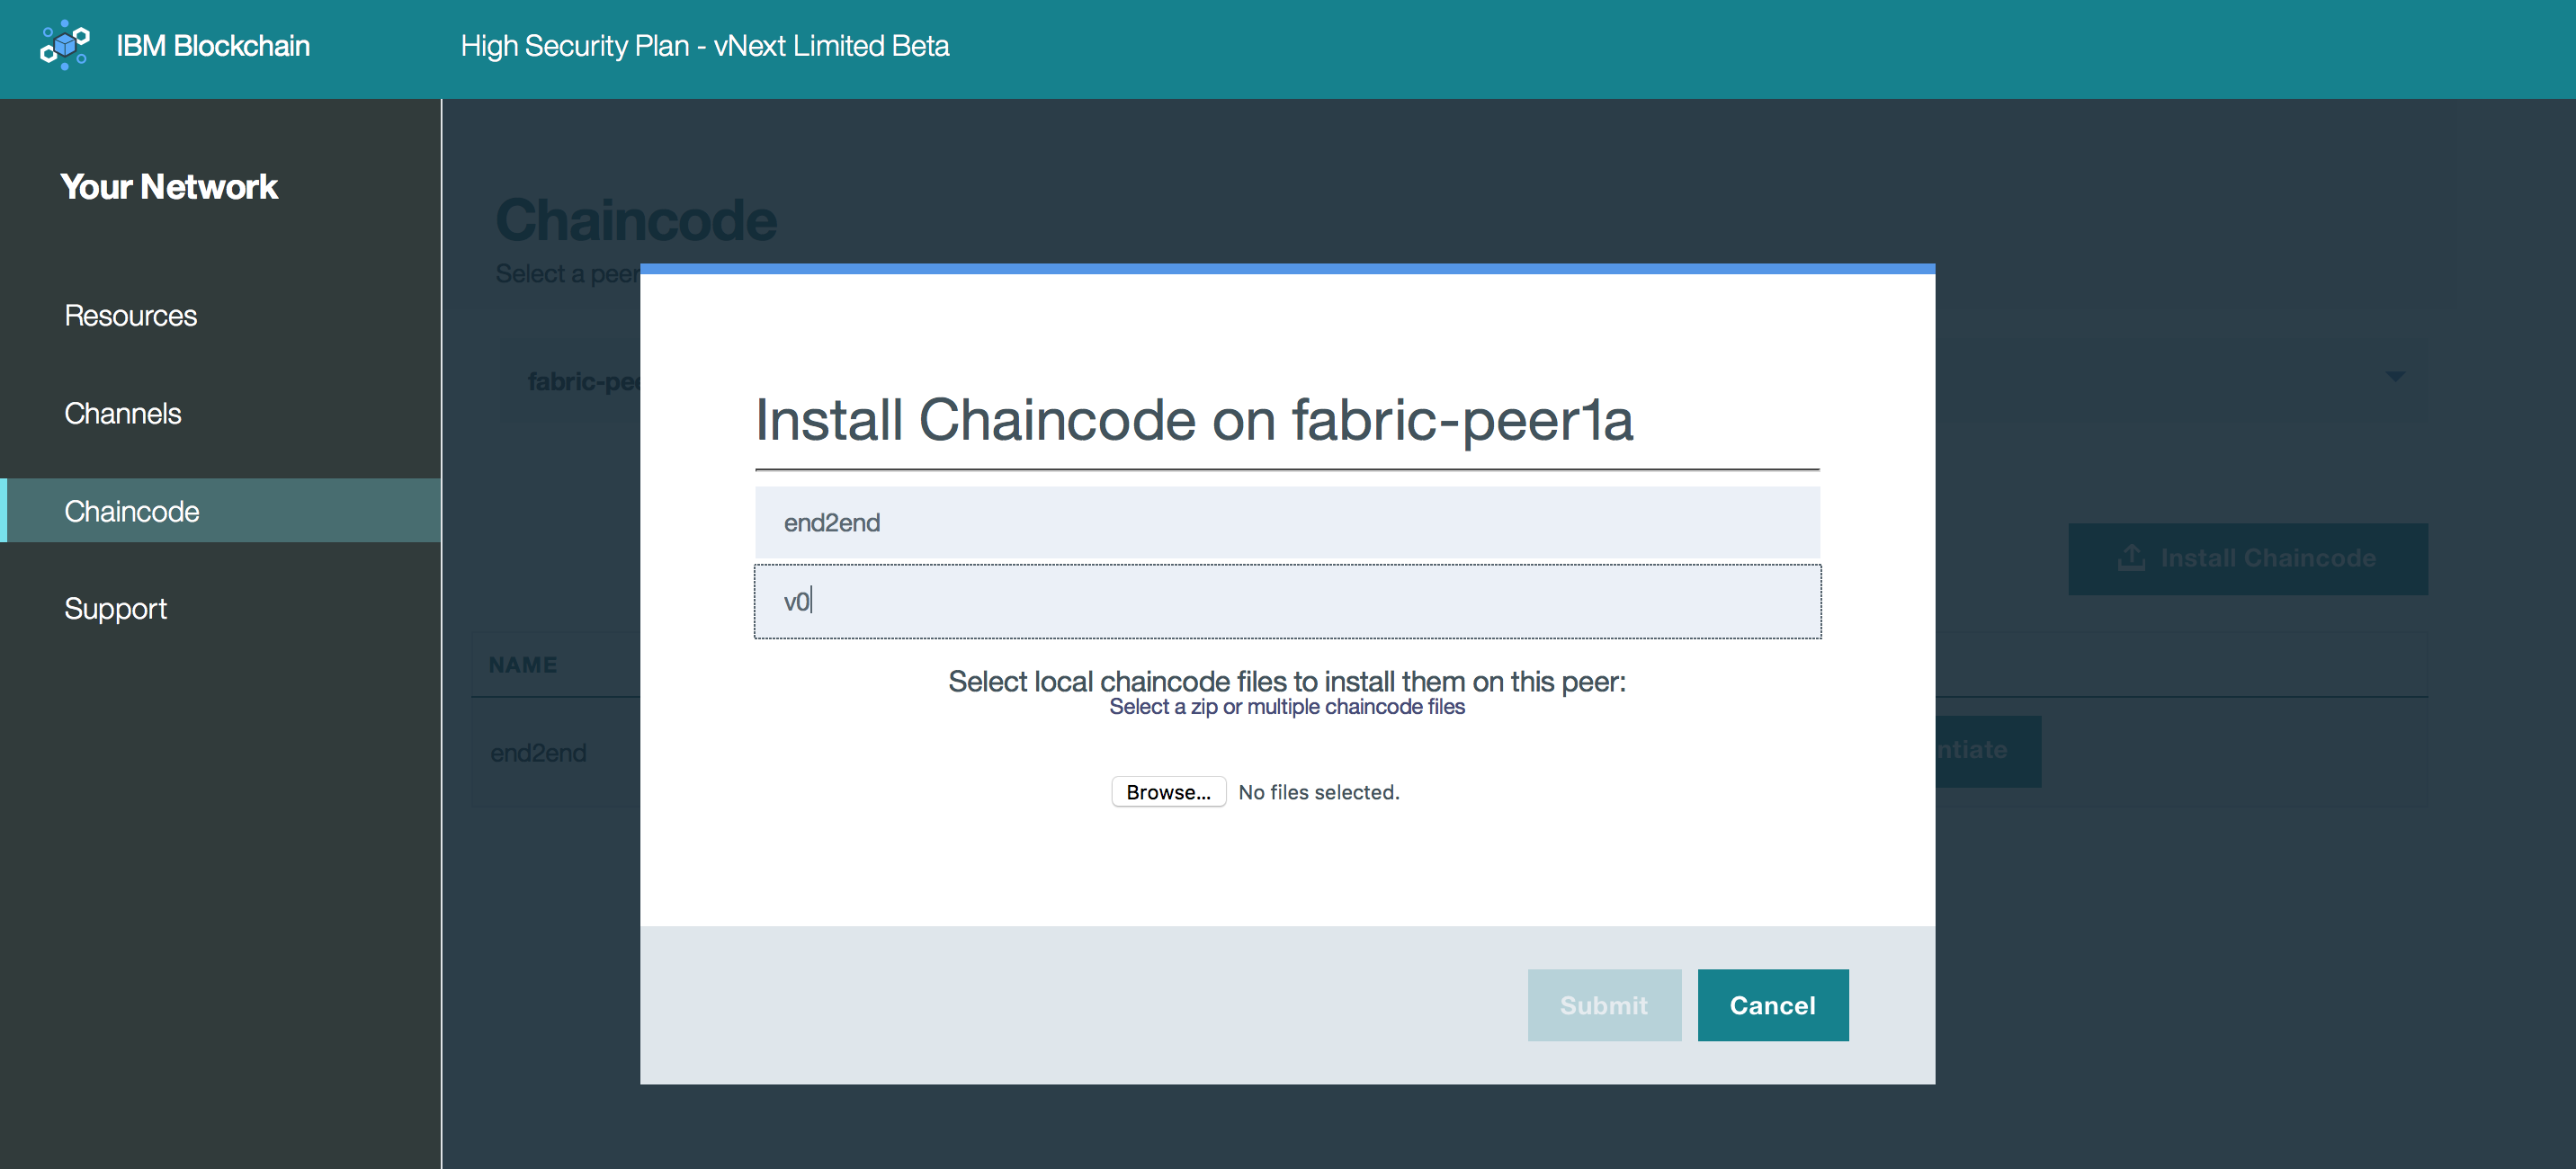 IBM Blockchain
High Security Plan - vNext Limited Beta
Your Network
Resources
Channels
Chaincode
Support
Chaincode
Select a peer
fabric-pee
Install Chaincode
NAME
end2end
ntiate
Install Chaincode on fabric-peer1a
end2end
v0
Select local chaincode files to install them on this peer:
Select a zip or multiple chaincode files
Browse... No files selected.
Submit
Cancel